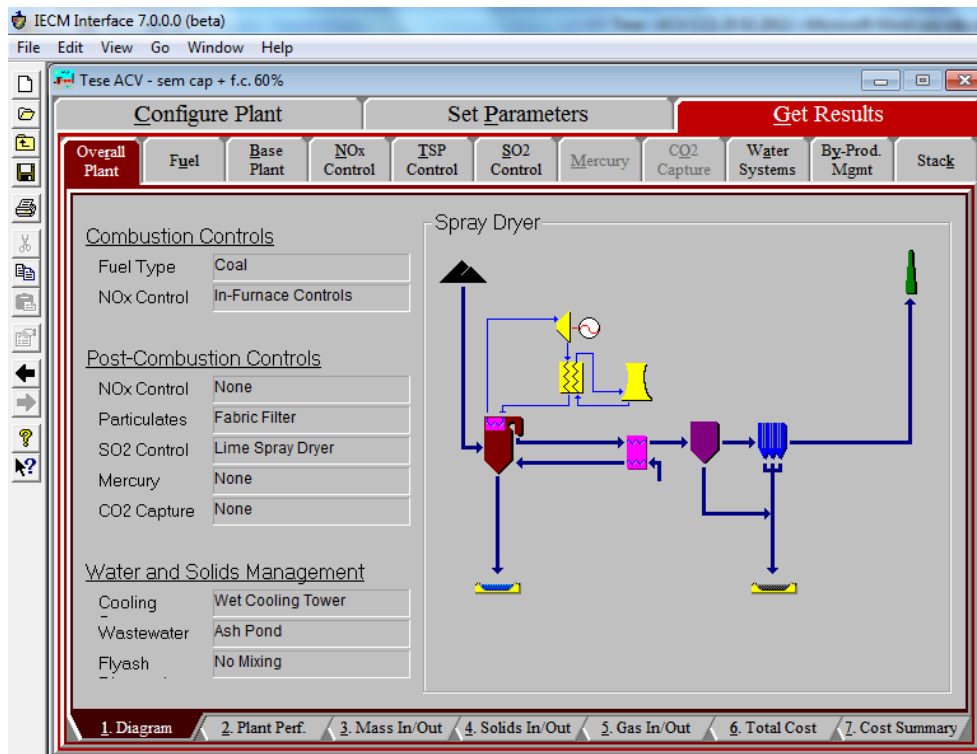 IECM Interface 7.0.0.0 (beta)
File Edit View Go Window Help
Tese ACV - sem cap + f.c. 60%
Configure Plant Set Parameters Get Results
Overall Plant Fuel Base Plant NOx Control TSP Control SO2 Control Mercury CO2 Capture Water Systems By-Prod. Mgmt Stack
Combustion Controls
Fuel Type Coal
NOx Control In-Furnace Controls
Post-Combustion Controls
NOx Control None
Particulates Fabric Filter
SO2 Control Lime Spray Dryer
Mercury None
CO2 Capture None
Water and Solids Management
Cooling Wet Cooling Tower
Wastewater Ash Pond
Flyash No Mixing
Spray Dryer
1. Diagram 2. Plant Perf. 3. Mass In/Out 4. Solids In/Out 5. Gas In/Out 6. Total Cost 7. Cost Summary